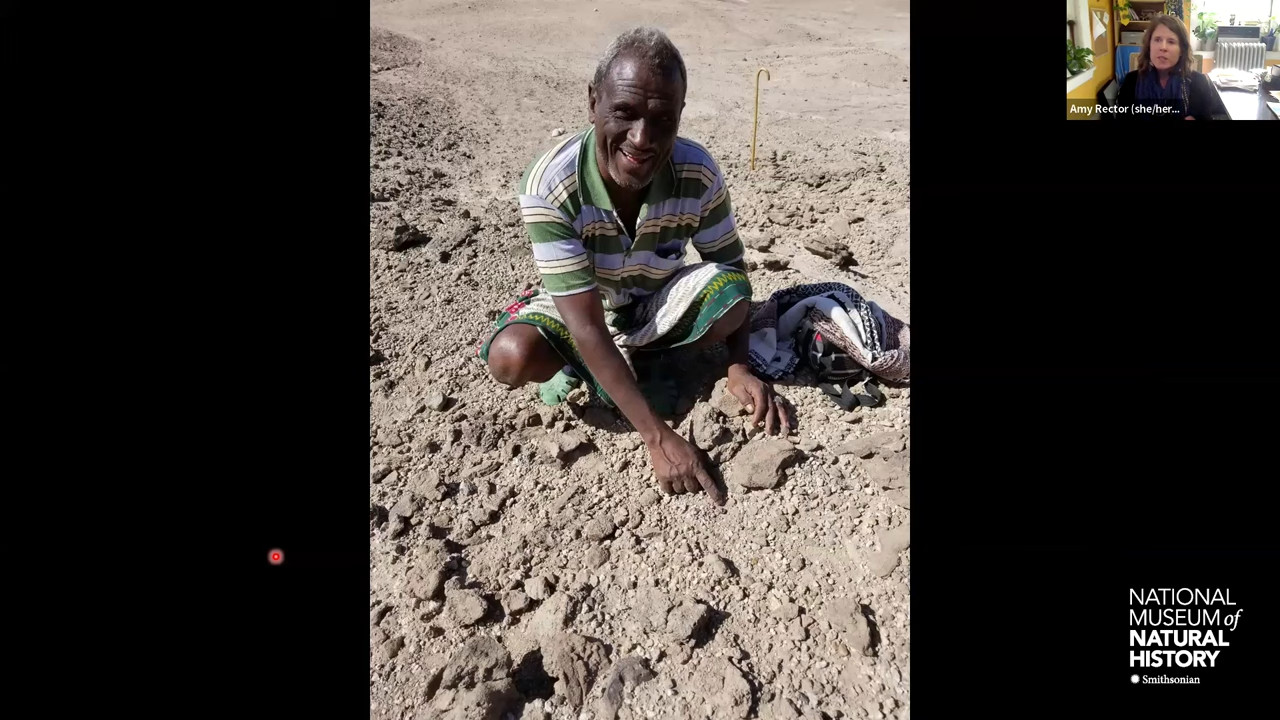 Amy Rector (she/her...
NATIONAL
MUSEUM of
NATURAL
HISTORY
Smithsonian